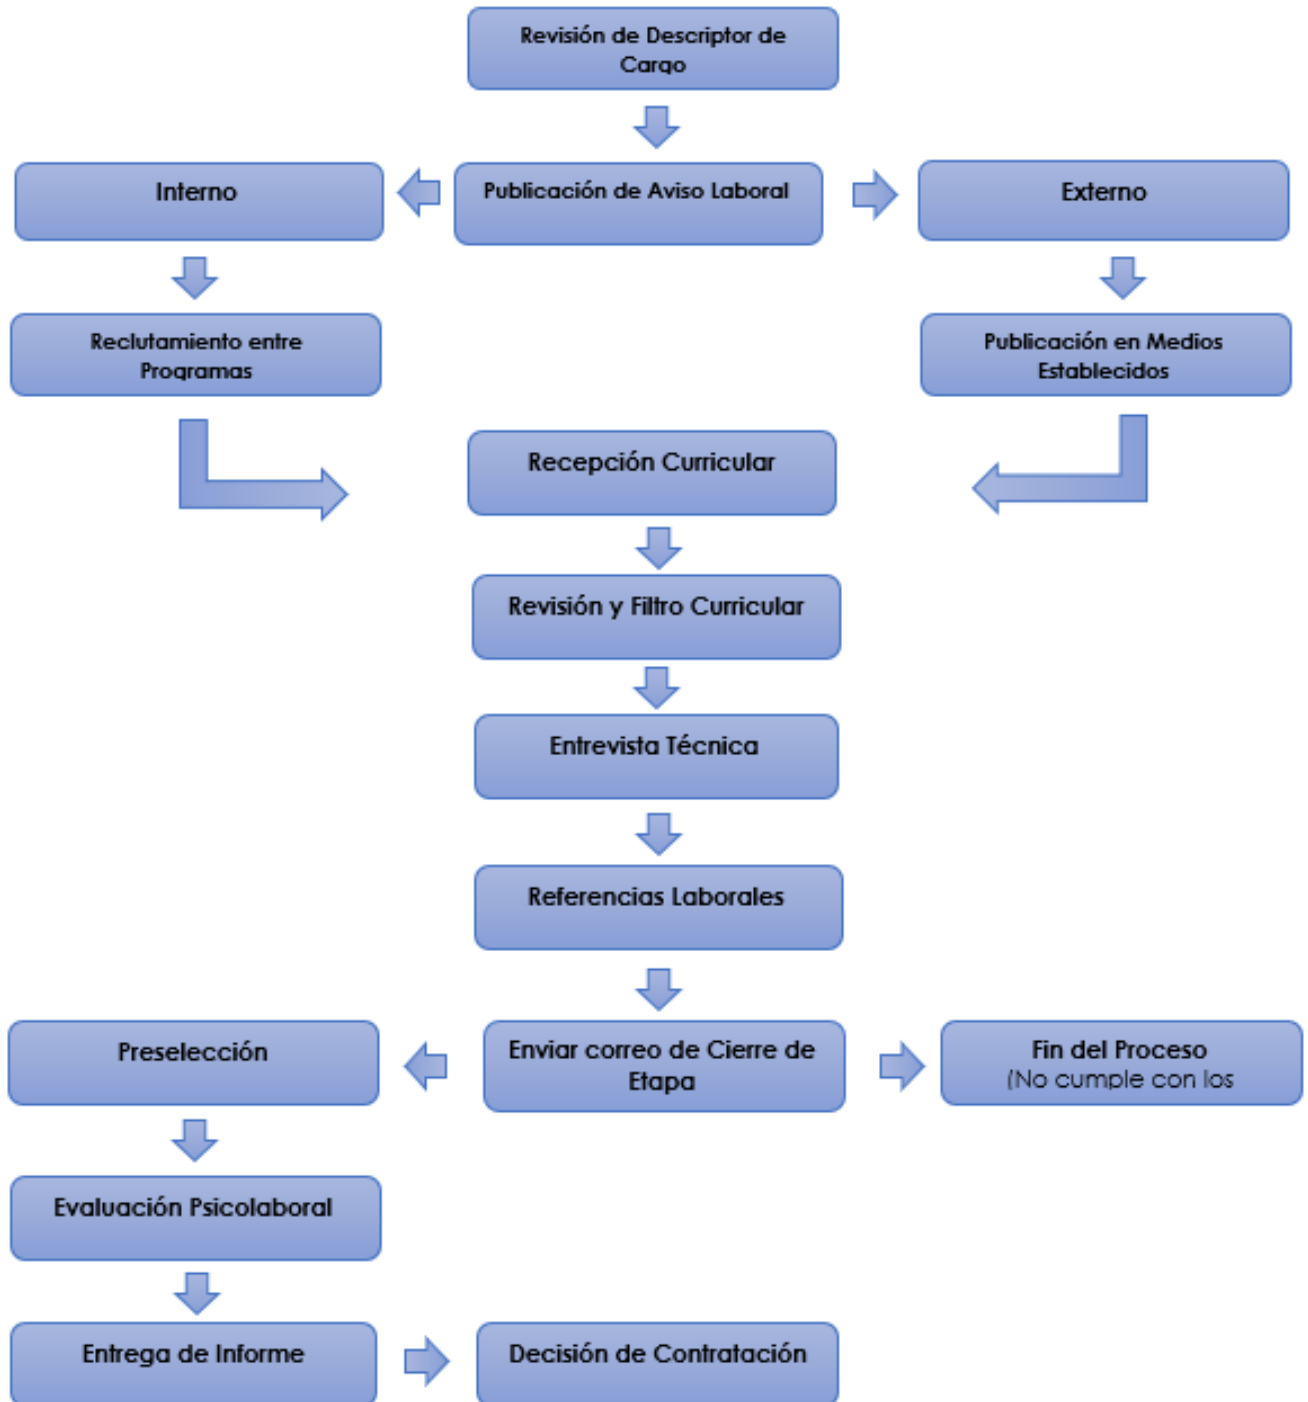 Revisión de Descriptor de
Cargo
Interno
Publicación de Aviso Laboral
Externo
Reclutamiento entre
Programas
Publicación en Medios
Establecidos
Recepción Curricular
Revisión y Filtro Curricular
Entrevista Técnica
Referencias Laborales
Preselección
Enviar correo de Cierre de
Etapa
Fin del Proceso
(No cumple con los
Evaluación Psicolaboral
Entrega de Informe
Decisión de Contratación